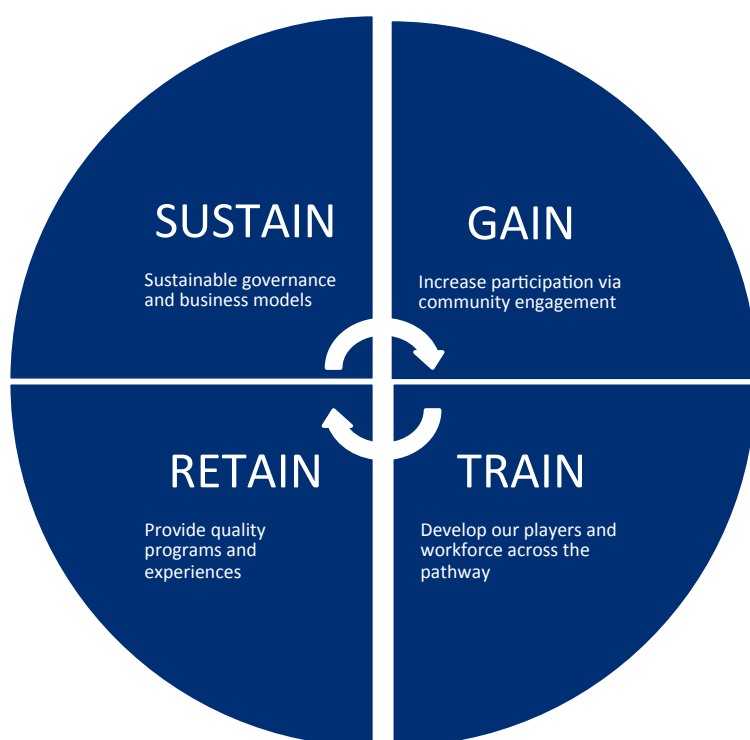 SUSTAIN
Sustainable governance
and business models
GAIN
Increase participation via
community engagement
RETAIN
Provide quality
programs and
experiences
TRAIN
Develop our players and
workforce across the
pathway